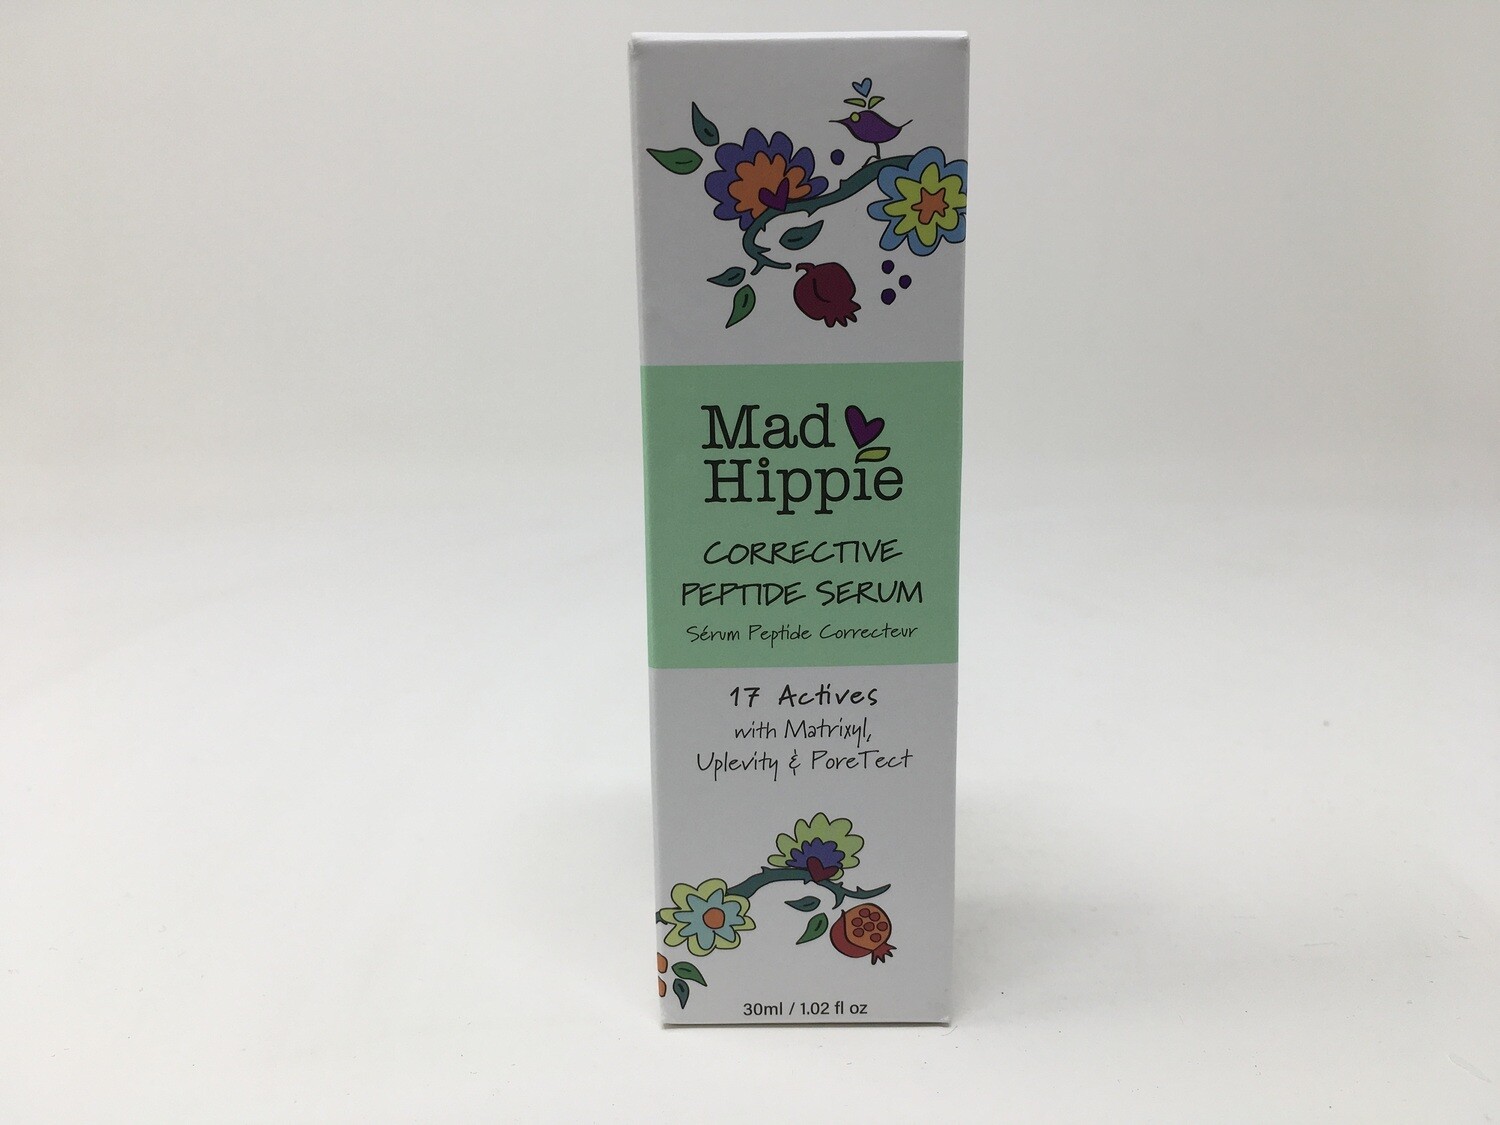 Mad
Hippie
CORRECTIVE
PEPTIDE SERUM
Sérum Peptide Correcteur
17 Actives
with Matrixyl,
Uplevity & PoreTect
30ml / 1.02 fl oz